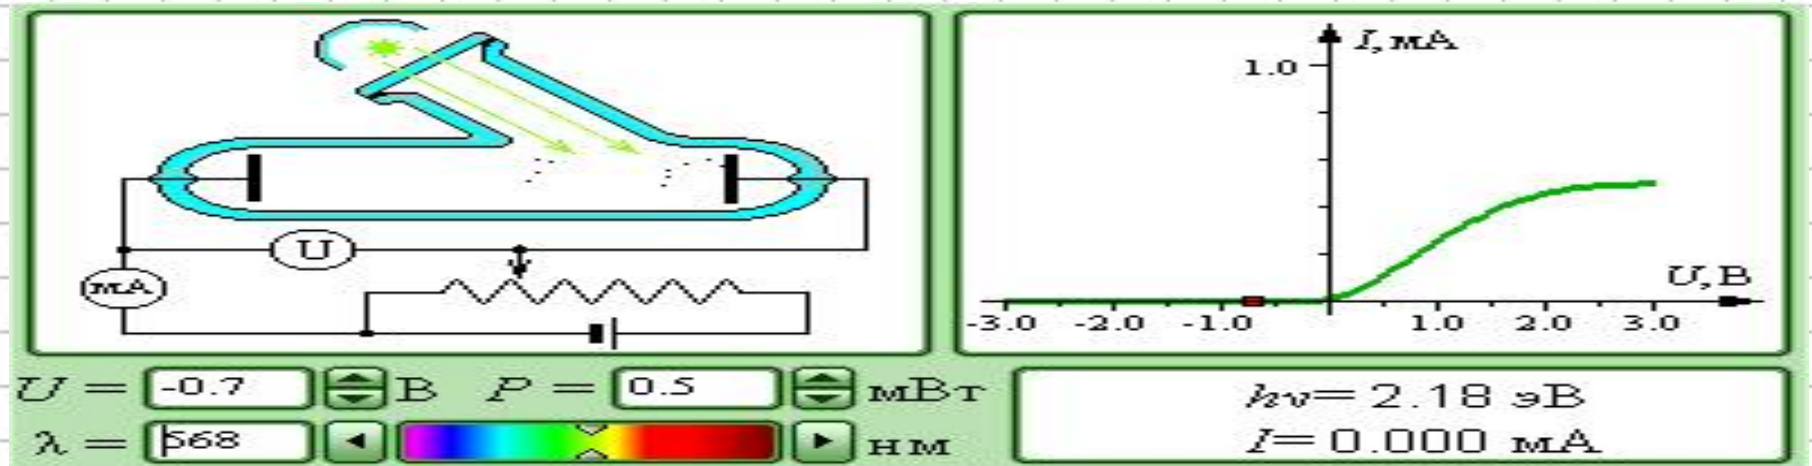 I, мА
1.0
U
мА
U, В
-3.0 -2.0 -1.0 1.0 2.0 3.0
U = -0.7 В P = 0.5 мВт
hν= 2.18 эВ
λ = 568 нм
I= 0.000 мА